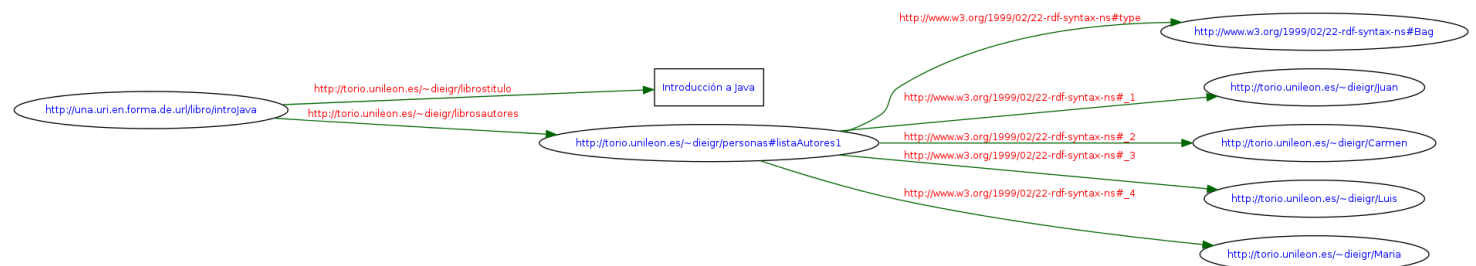 http://www.w3.org/1999/02/22-rdf-syntax-ns#type
http://www.w3.org/1999/02/22-rdf-syntax-ns#Bag
http://torio.unileon.es/~dieigr/librostitulo
Introducción a Java
http://torio.unileon.es/~dieigr/Juan
http://www.w3.org/1999/02/22-rdf-syntax-ns#_1
http://una.uri.en.forma.de.url/libro/introJava
http://torio.unileon.es/~dieigr/librosautores
http://www.w3.org/1999/02/22-rdf-syntax-ns#_2
http://torio.unileon.es/~dieigr/personas#listaAutores1
http://torio.unileon.es/~dieigr/Carmen
http://www.w3.org/1999/02/22-rdf-syntax-ns#_3
http://www.w3.org/1999/02/22-rdf-syntax-ns#_4
http://torio.unileon.es/~dieigr/Luis
http://torio.unileon.es/~dieigr/Maria